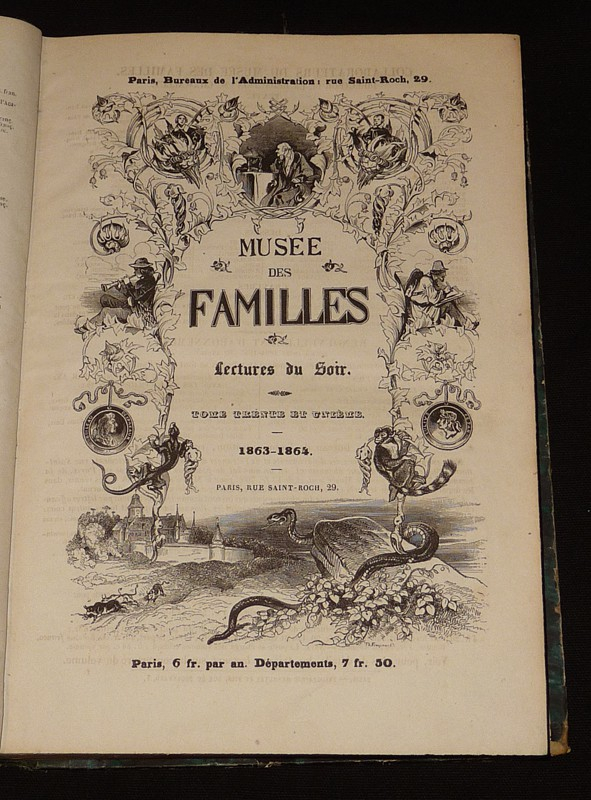 Paris, Bureaux de l'Administration : rue Saint-Roch, 29.
MUSEE
DES
FAMILLES
Lectures du Soir.
TOME TRENTE ET UNIÈME.
1863-1864.
PARIS, RUE SAINT-ROCH, 29.
Paris, 6 fr. par an. Départements, 7 fr. 50.